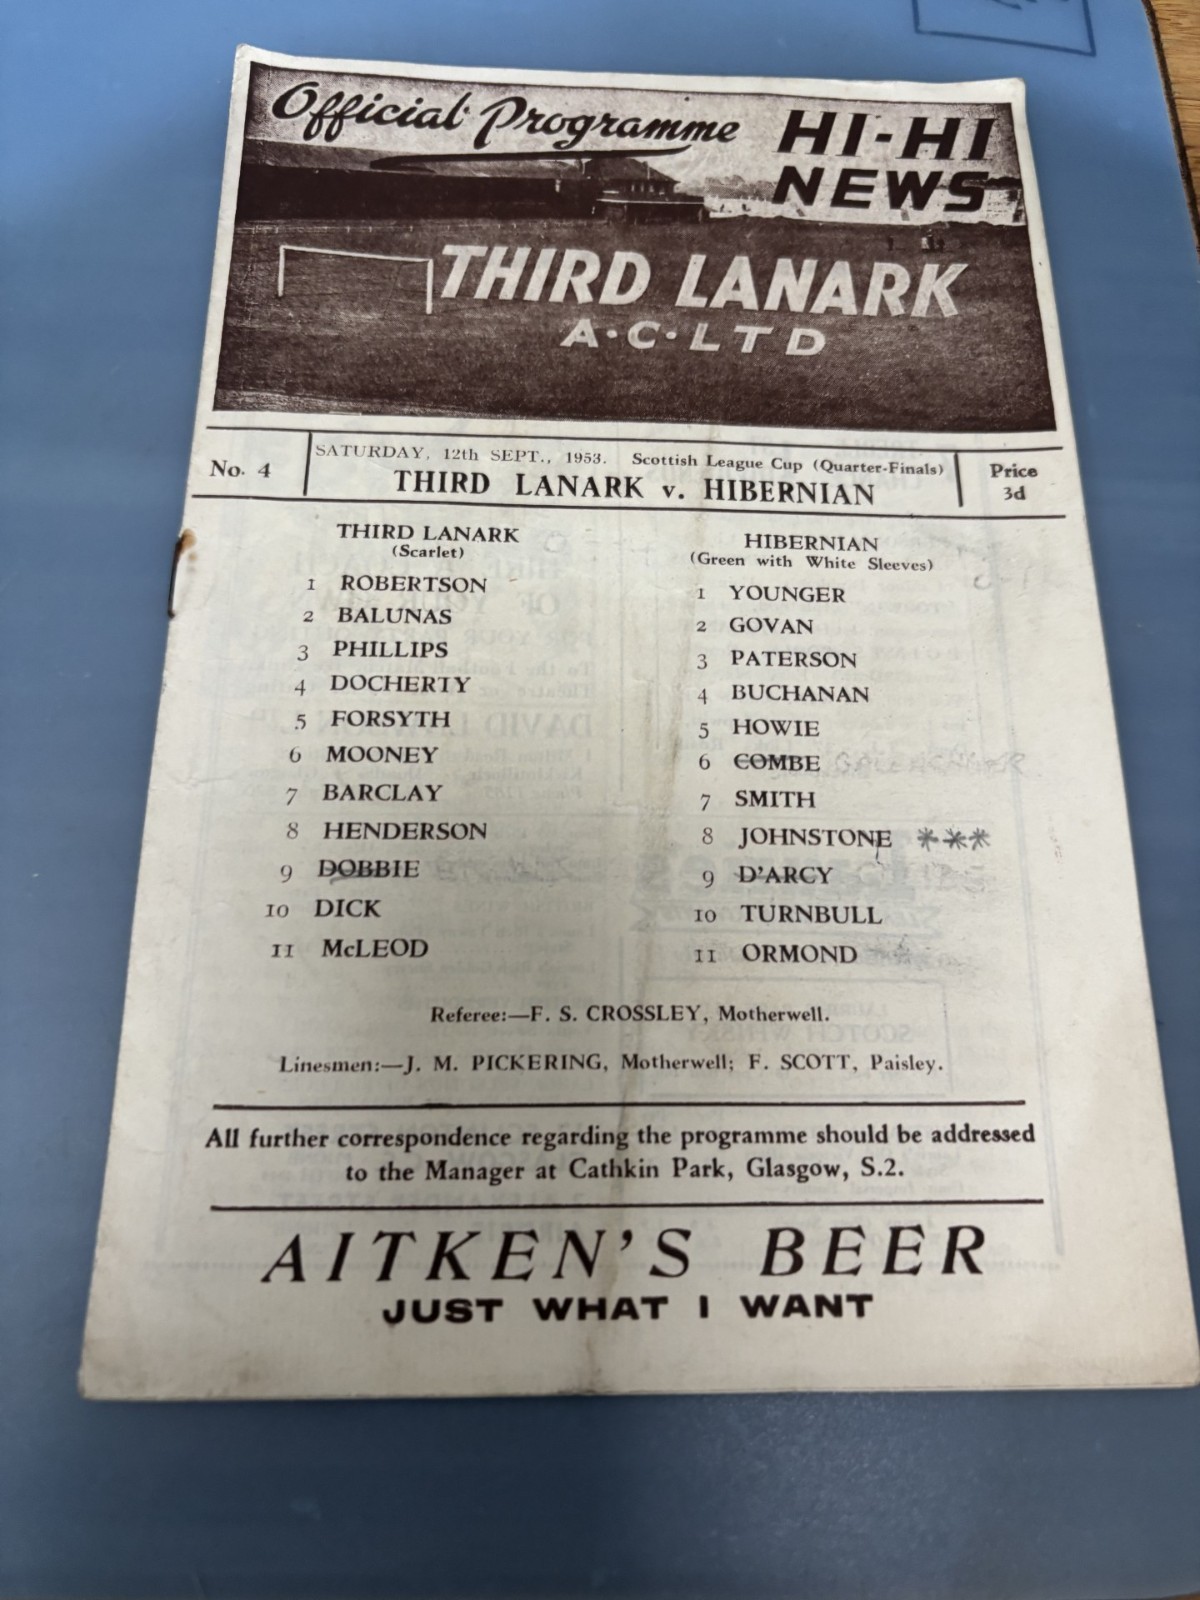 Official Programme
HI-HI
NEWS
THIRD LANARK
A·C·LTD
No. 4
SATURDAY, 12th SEPT., 1953. Scottish League Cup (Quarter-Finals)
THIRD LANARK v. HIBERNIAN
Price
3d
THIRD LANARK
(Scarlet)
1 ROBERTSON
2 BALUNAS
3 PHILLIPS
4 DOCHERTY
5 FORSYTH
6 MOONEY
7 BARCLAY
8 HENDERSON
9 DOBBIE
10 DICK
11 McLEOD
HIBERNIAN
(Green with White Sleeves)
1 YOUNGER
2 GOVAN
3 PATERSON
4 BUCHANAN
5 HOWIE
6 COMBE
7 SMITH
8 JOHNSTONE ***
9 D'ARCY
10 TURNBULL
11 ORMOND
Referee:—F. S. CROSSLEY, Motherwell.
Linesmen:—J. M. PICKERING, Motherwell; F. SCOTT, Paisley.
All further correspondence regarding the programme should be addressed
to the Manager at Cathkin Park, Glasgow, S.2.
AITKEN'S BEER
JUST WHAT I WANT